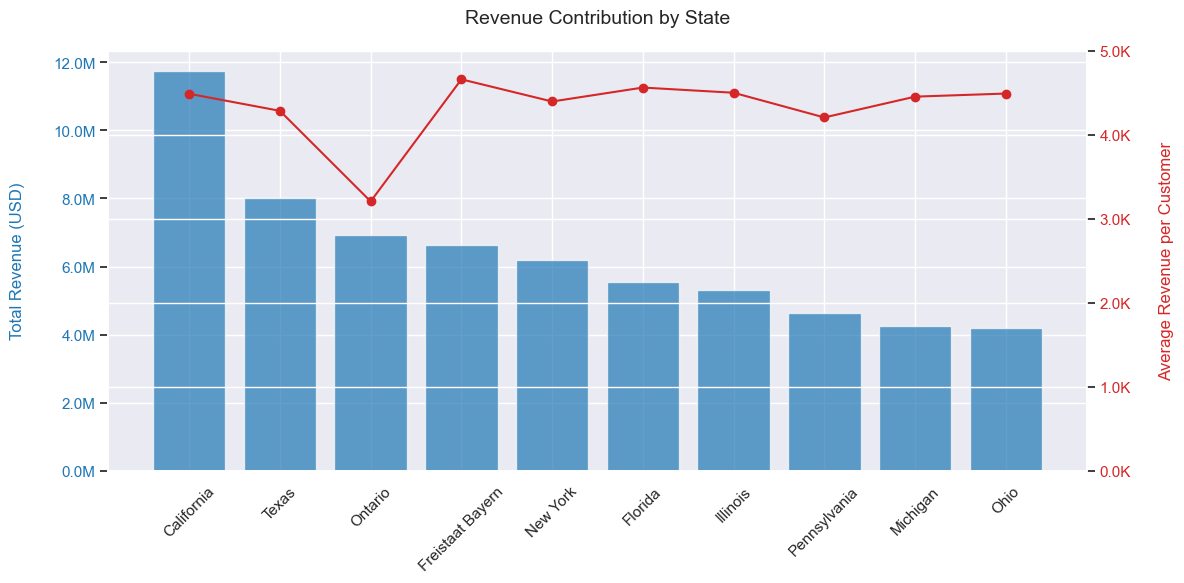 Revenue Contribution by State
Total Revenue (USD)
12.0M
10.0M
8.0M
6.0M
4.0M
2.0M
0.0M
5.0K
4.0K
3.0K
2.0K
1.0K
0.0K
Average Revenue per Customer
California
Texas
Ontario
Freistaat Bayern
New York
Florida
Illinois
Pennsylvania
Michigan
Ohio